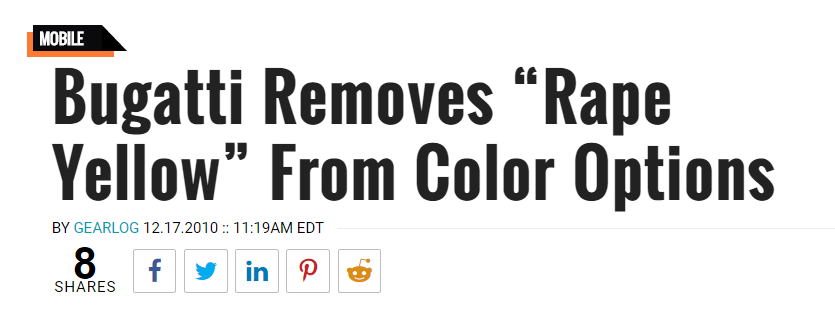 MOBILE
Bugatti Removes “Rape
Yellow” From Color Options
BY GEARLOG 12.17.2010 :: 11:19AM EDT
8
SHARES